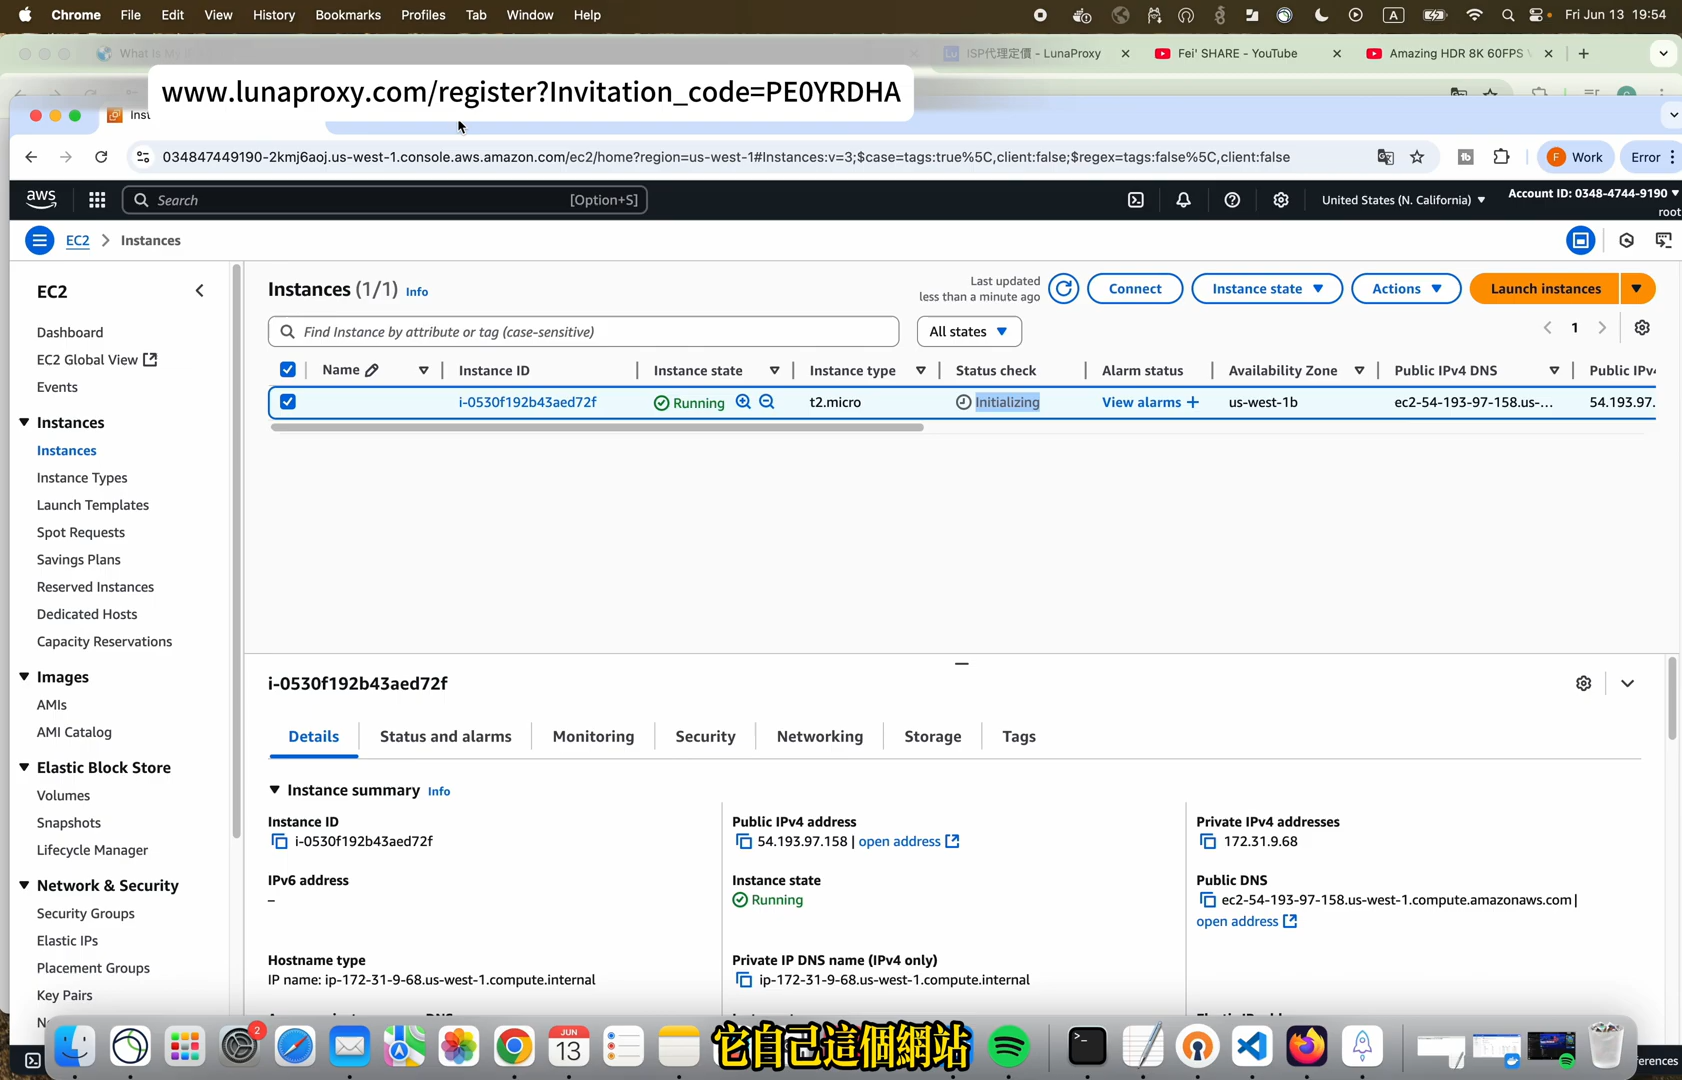 Chrome File Edit View History Bookmarks Profiles Tab Window Help
A Fri Jun 13 19:54
What Is My
ISP代理定價 - LunaProxy
Fei' SHARE - YouTube
Amazing HDR 8K 60FPS
www.lunaproxy.com/register?Invitation_code=PE0YRDHA
Inst
034847449190-2kmj6aoj.us-west-1.console.aws.amazon.com/ec2/home?region=us-west-1#Instances:v=3;$case=tags:true%5C,client:false;$regex=tags:false%5C,client:false
F Work Error
aws Search [Option+S] United States (N. California) Account ID: 0348-4744-9190
root
EC2 Instances
EC2
Dashboard
EC2 Global View
Events
Instances
Instances
Instance Types
Launch Templates
Spot Requests
Savings Plans
Reserved Instances
Dedicated Hosts
Capacity Reservations
Images
AMIs
AMI Catalog
Elastic Block Store
Volumes
Snapshots
Lifecycle Manager
Network & Security
Security Groups
Elastic IPs
Placement Groups
Key Pairs
Instances (1/1) Info
Last updated
less than a minute ago
Connect Instance state Actions Launch instances
Find Instance by attribute or tag (case-sensitive)
All states
1
Name Instance ID Instance state Instance type Status check Alarm status Availability Zone Public IPv4 DNS Public IPv4
i-0530f192b43aed72f Running t2.micro Initializing View alarms + us-west-1b ec2-54-193-97-158.us-... 54.193.97.
i-0530f192b43aed72f
Details Status and alarms Monitoring Security Networking Storage Tags
Instance summary Info
Instance ID
i-0530f192b43aed72f
Public IPv4 address
54.193.97.158 | open address
Private IPv4 addresses
172.31.9.68
IPv6 address
–
Instance state
Running
Public DNS
ec2-54-193-97-158.us-west-1.compute.amazonaws.com |
open address
Hostname type
IP name: ip-172-31-9-68.us-west-1.compute.internal
Private IP DNS name (IPv4 only)
ip-172-31-9-68.us-west-1.compute.internal
2
JUN
13
它自己這個網站
erences